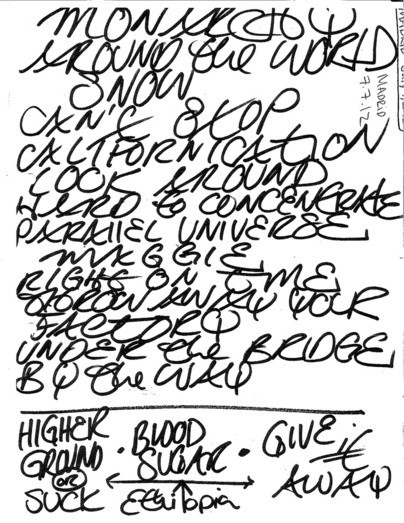 MONARCHY
AROUND the WORLD
SNOW
CAN'T STOP
CALIFORNICATION
LOOK AROUND
HARD to CONCENTRATE
PARALLEL UNIVERSE
MAGGIE
RIGHT ON TIME
THROW AWAY YOUR
FACTORY
UNDER the BRIDGE
BY the WAY
HIGHER GROUND OR SUCK · BLOOD SUGAR · GIVE it AWAY
Ethiopia
MADRID
7.7.12